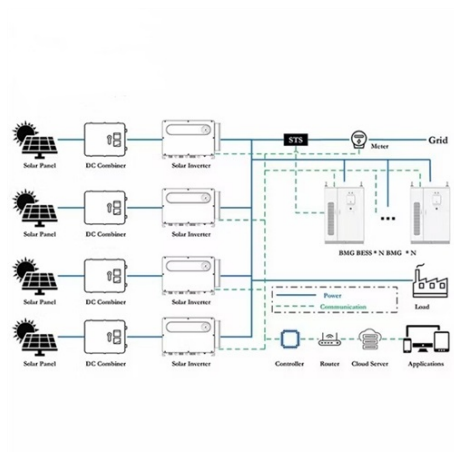 STS
Meter
Grid
Solar Panel DC Combiner Solar Inverter
Solar Panel DC Combiner Solar Inverter
BMG BESS * N BMG * N
Solar Panel DC Combiner Solar Inverter
Power
Communication
Load
Solar Panel DC Combiner Solar Inverter
Controller Router Cloud Server Applications